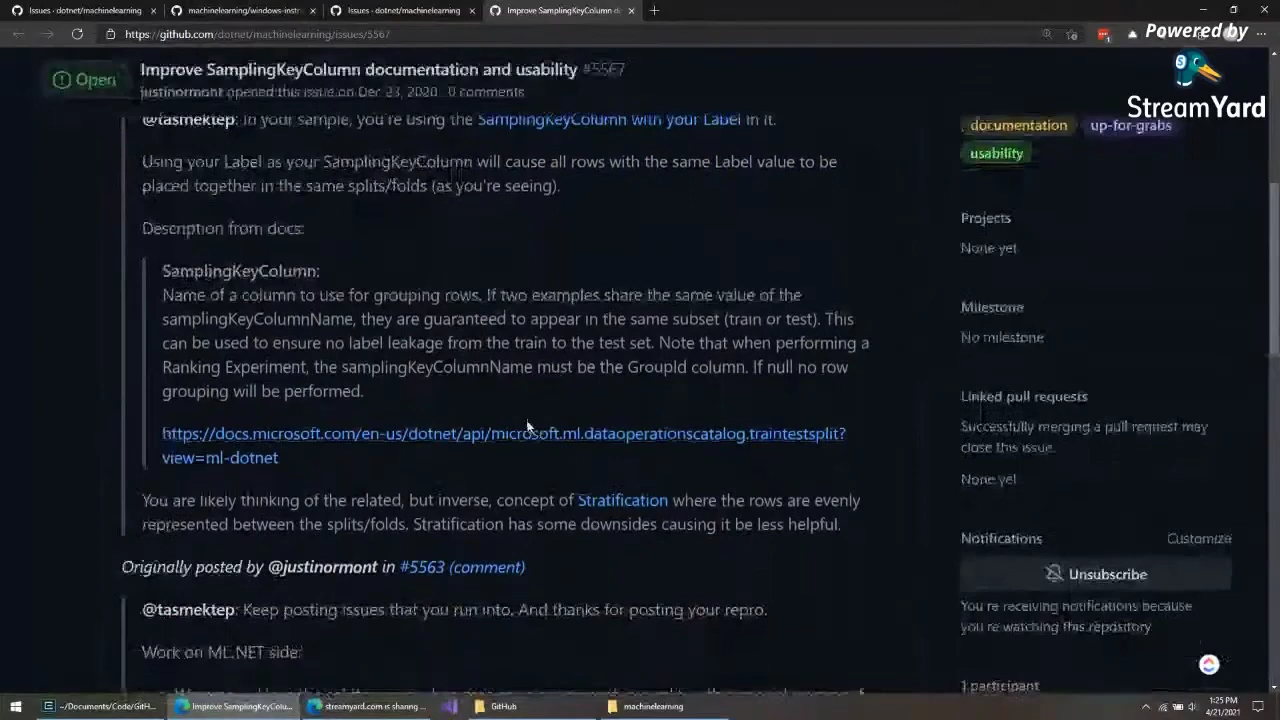 Issues · dotnet/machinelearning
machinelearning/windows-instr
Issues · dotnet/machinelearning
Improve SamplingKeyColumn do
https://github.com/dotnet/machinelearning/issues/5567
Powered by
StreamYard
Open
Improve SamplingKeyColumn documentation and usability #5567
justinormont opened this issue on Dec 23, 2020 · 0 comments
@tasmektep: In your sample, you're using the SamplingKeyColumn with your Label in it.
Using your Label as your SamplingKeyColumn will cause all rows with the same Label value to be
placed together in the same splits/folds (as you're seeing).
Description from docs:
SamplingKeyColumn:
Name of a column to use for grouping rows. If two examples share the same value of the
samplingKeyColumnName, they are guaranteed to appear in the same subset (train or test). This
can be used to ensure no label leakage from the train to the test set. Note that when performing a
Ranking Experiment, the samplingKeyColumnName must be the GroupId column. If null no row
grouping will be performed.
https://docs.microsoft.com/en-us/dotnet/api/microsoft.ml.dataoperationscatalog.traintestsplit?
view=ml-dotnet
You are likely thinking of the related, but inverse, concept of Stratification where the rows are evenly
represented between the splits/folds. Stratification has some downsides causing it be less helpful.
Originally posted by @justinormont in #5563 (comment)
@tasmektep: Keep posting issues that you run into. And thanks for posting your repro.
Work on ML.NET side:
documentation
up-for-grabs
usability
Projects
None yet
Milestone
No milestone
Linked pull requests
Successfully merging a pull request may
close this issue.
None yet
Notifications
Customize
Unsubscribe
You're receiving notifications because
you're watching this repository
1 participant
~/Documents/Code/GitH...
Improve SamplingKeyColu...
streamyard.com is sharing ...
GitHub
machinelearning
1:25 PM
4/21/2021